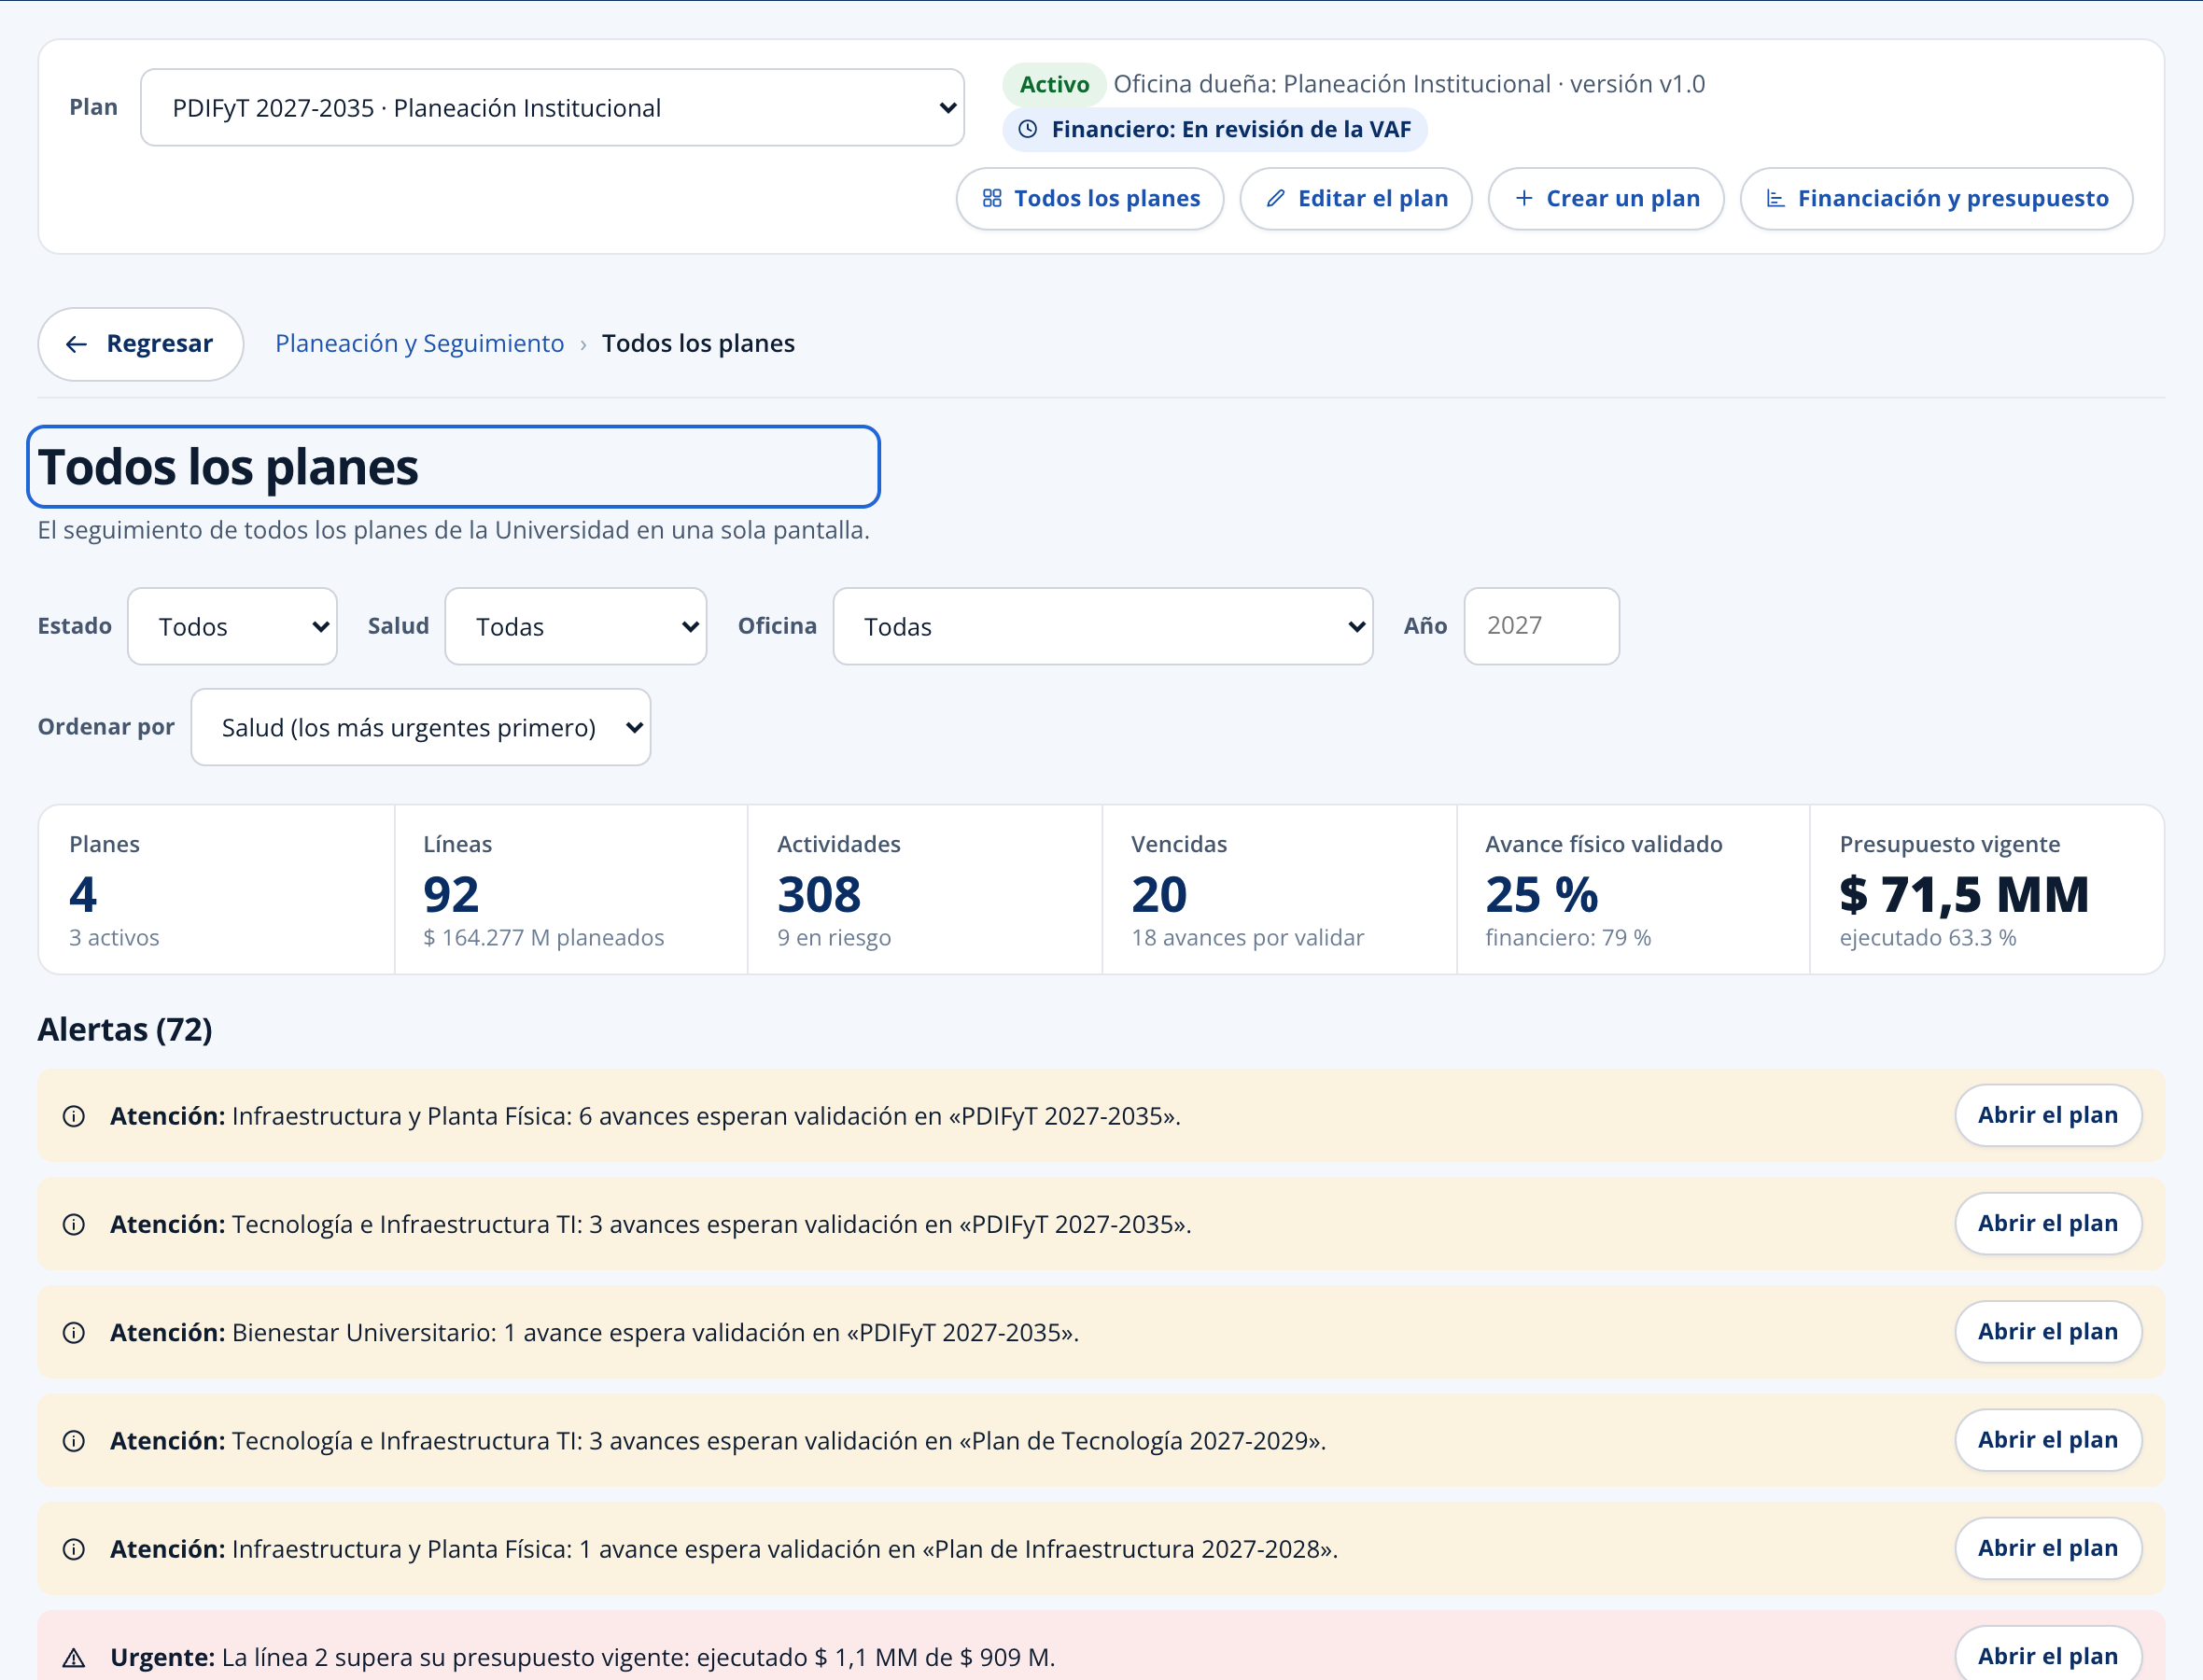 Plan
PDIFyT 2027-2035 · Planeación Institucional
Activo Oficina dueña: Planeación Institucional · versión v1.0
Financiero: En revisión de la VAF
Todos los planes
Editar el plan
Crear un plan
Financiación y presupuesto
Regresar
Planeación y Seguimiento › Todos los planes
Todos los planes
El seguimiento de todos los planes de la Universidad en una sola pantalla.
Estado Todos
Salud Todas
Oficina Todas
Año 2027
Ordenar por Salud (los más urgentes primero)
Planes
4
3 activos
Líneas
92
$ 164.277 M planeados
Actividades
308
9 en riesgo
Vencidas
20
18 avances por validar
Avance físico validado
25 %
financiero: 79 %
Presupuesto vigente
$ 71,5 MM
ejecutado 63.3 %
Alertas (72)
Atención: Infraestructura y Planta Física: 6 avances esperan validación en «PDIFyT 2027-2035».
Abrir el plan
Atención: Tecnología e Infraestructura TI: 3 avances esperan validación en «PDIFyT 2027-2035».
Abrir el plan
Atención: Bienestar Universitario: 1 avance espera validación en «PDIFyT 2027-2035».
Abrir el plan
Atención: Tecnología e Infraestructura TI: 3 avances esperan validación en «Plan de Tecnología 2027-2029».
Abrir el plan
Atención: Infraestructura y Planta Física: 1 avance espera validación en «Plan de Infraestructura 2027-2028».
Abrir el plan
Urgente: La línea 2 supera su presupuesto vigente: ejecutado $ 1,1 MM de $ 909 M.
Abrir el plan